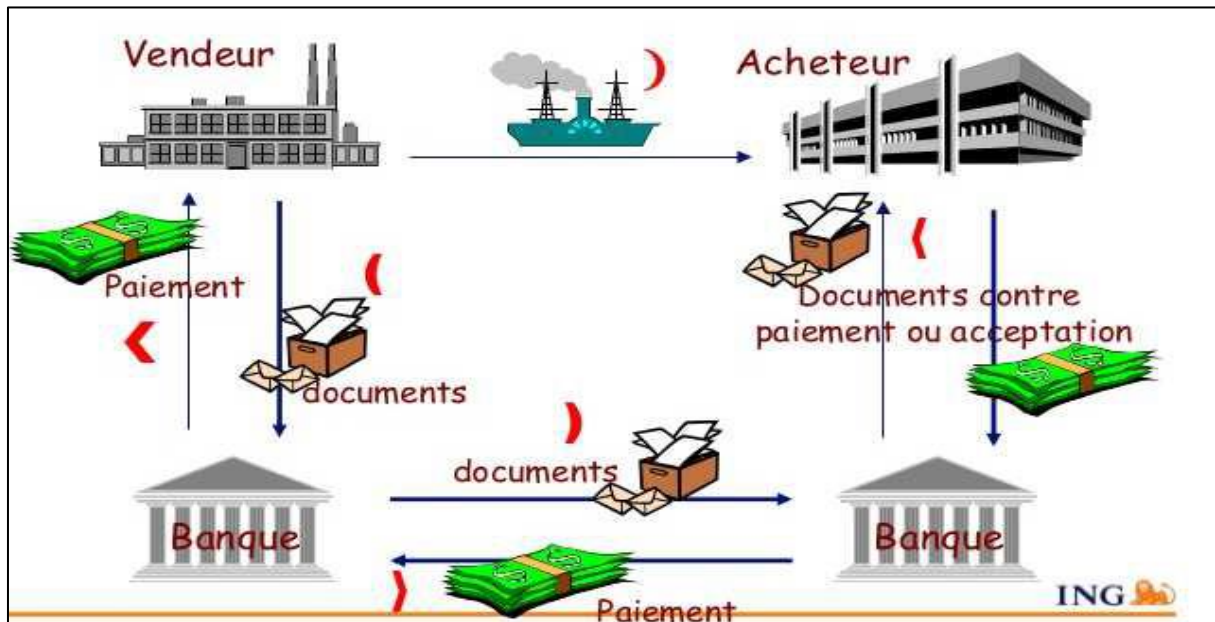 Vendeur
Acheteur
Paiement
documents
Documents contre
paiement ou acceptation
documents
Banque
Banque
Paiement
ING